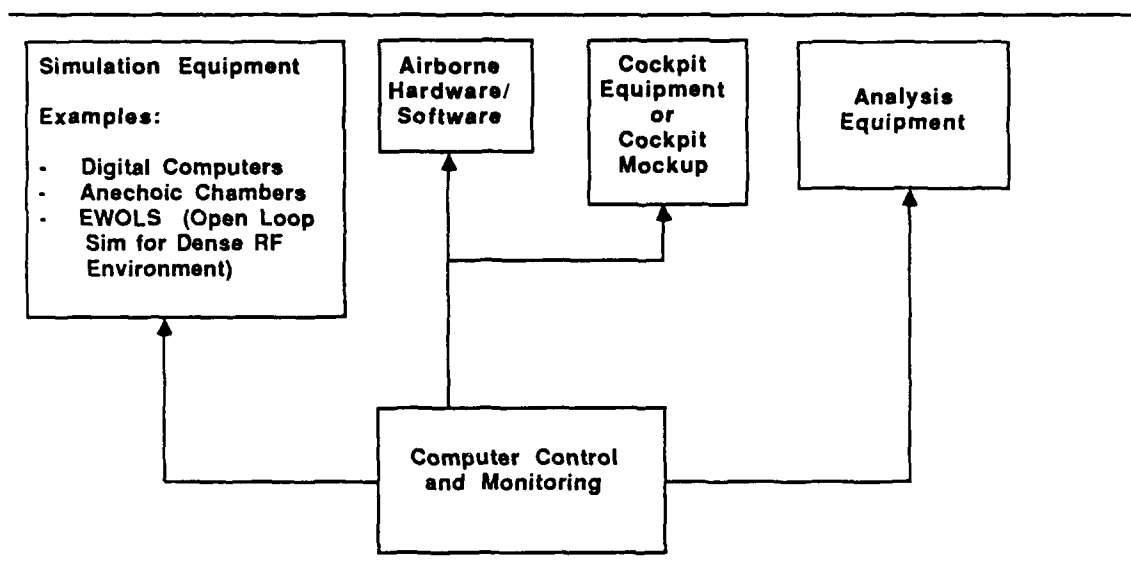 Simulation Equipment
Examples:
- Digital Computers
- Anechoic Chambers
- EWOLS (Open Loop
Sim for Dense RF
Environment)
Airborne
Hardware/
Software
Cockpit
Equipment
or
Cockpit
Mockup
Analysis
Equipment
Computer Control
and Monitoring